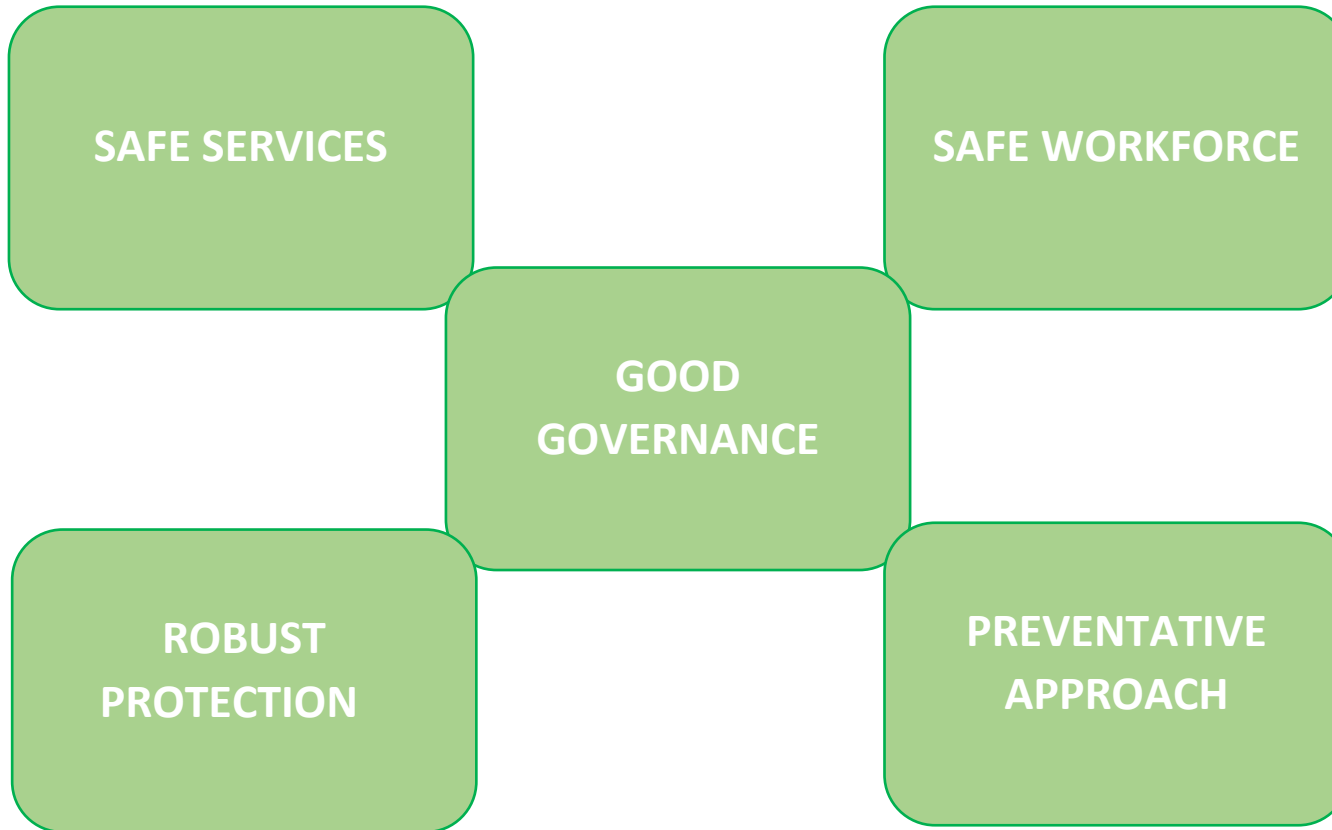 SAFE SERVICES
SAFE WORKFORCE
GOOD
GOVERNANCE
ROBUST
PROTECTION
PREVENTATIVE
APPROACH